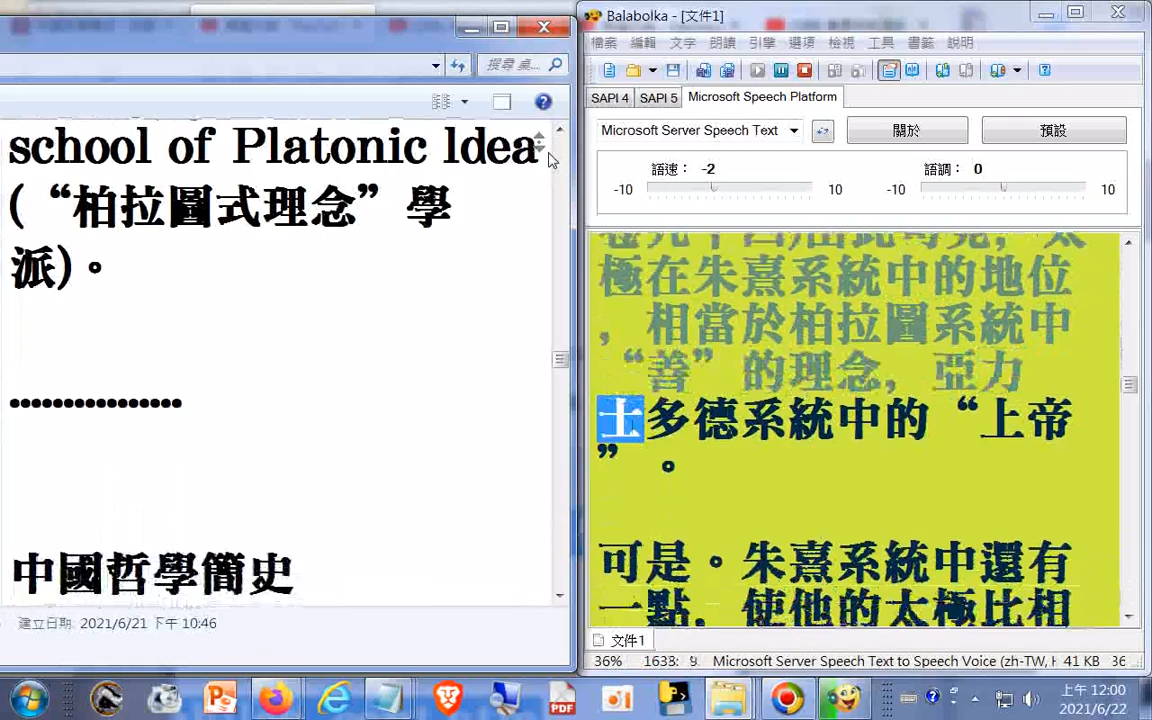 搜尋 桌...
school of Platonic ldea
(“柏拉圖式理念”學
派)。
................
中國哲學簡史
建立日期: 2021/6/21 下午 10:46
Balabolka - [文件1]
檔案 編輯 文字 朗讀 引擎 選項 檢視 工具 書籤 說明
SAPI 4 SAPI 5 Microsoft Speech Platform
Microsoft Server Speech Text
關於
預設
語速: -2
語調: 0
-10 10 -10 10
極在朱熹系統中的地位
，相當於柏拉圖系統中
“善”的理念，亞力
士多德系統中的“上帝
”。
可是。朱熹系統中還有
一點，使他的太極比相
文件1
36% 1638: 9 Microsoft Server Speech Text to Speech Voice (zh-TW, H 41 KB 36
上午 12:00
2021/6/22